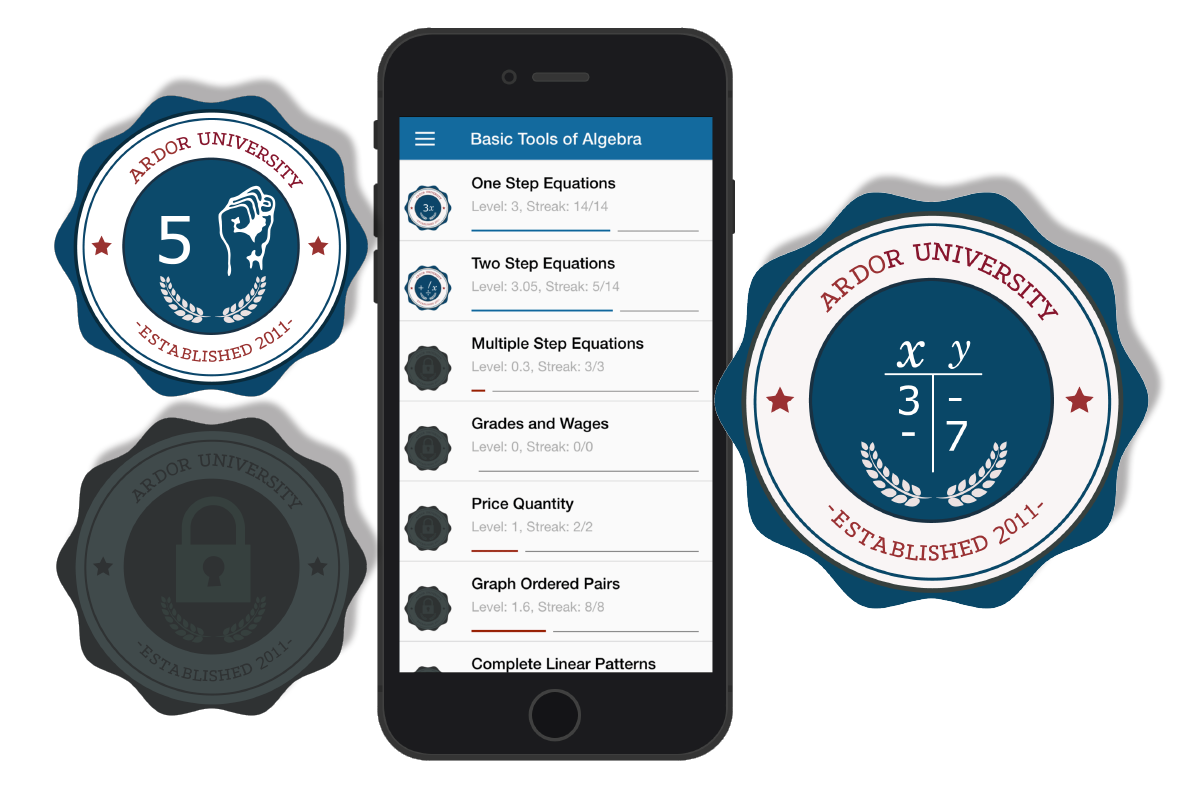 ARDOR UNIVERSITY
5
-ESTABLISHED 2011-
ARDOR UNIVERSITY
-ESTABLISHED 2011-
Basic Tools of Algebra
One Step Equations
Level: 3, Streak: 14/14
3x
Two Step Equations
Level: 3.05, Streak: 5/14
Multiple Step Equations
Level: 0.3, Streak: 3/3
Grades and Wages
Level: 0, Streak: 0/0
Price Quantity
Level: 1, Streak: 2/2
Graph Ordered Pairs
Level: 1.6, Streak: 8/8
Complete Linear Patterns
ARDOR UNIVERSITY
x y
3 -
- 7
-ESTABLISHED 2011-